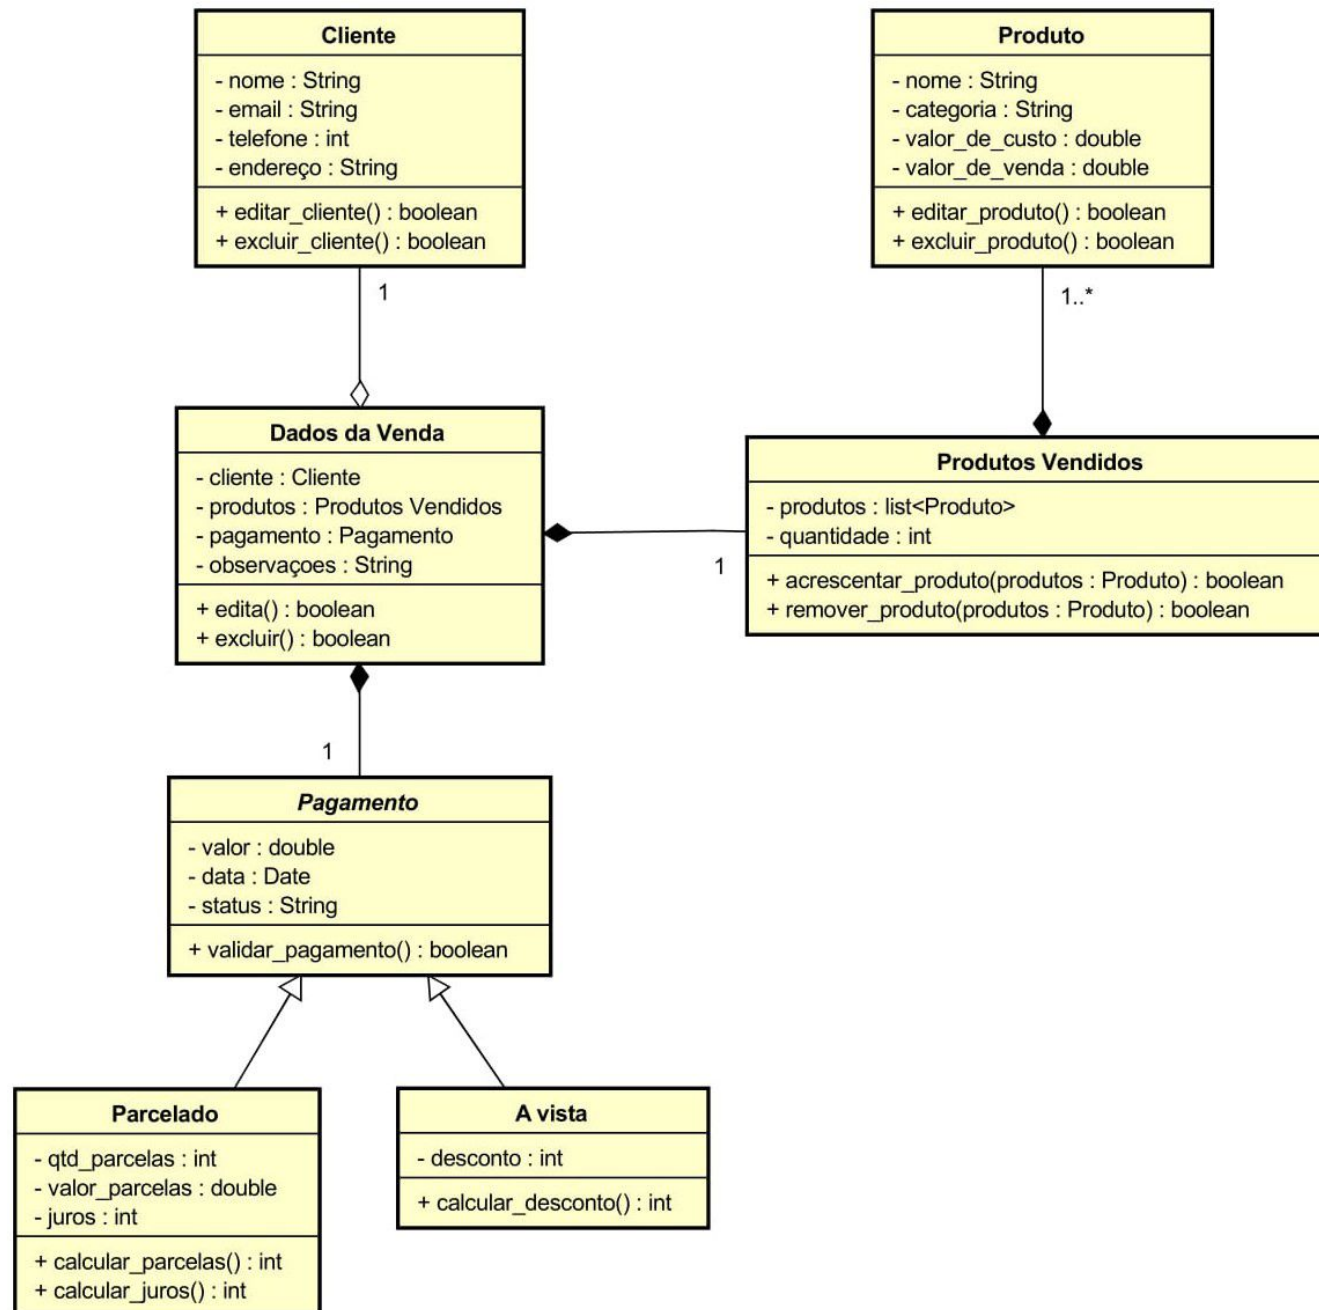 Cliente
- nome : String
- email : String
- telefone : int
- endereço : String
+ editar_cliente() : boolean
+ excluir_cliente() : boolean
1
Produto
- nome : String
- categoria : String
- valor_de_custo : double
- valor_de_venda : double
+ editar_produto() : boolean
+ excluir_produto() : boolean
1..*
Dados da Venda
- cliente : Cliente
- produtos : Produtos Vendidos
- pagamento : Pagamento
- observaçoes : String
+ edita() : boolean
+ excluir() : boolean
1
Produtos Vendidos
- produtos : list<Produto>
- quantidade : int
+ acrescentar_produto(produtos : Produto) : boolean
+ remover_produto(produtos : Produto) : boolean
1
Pagamento
- valor : double
- data : Date
- status : String
+ validar_pagamento() : boolean
Parcelado
- qtd_parcelas : int
- valor_parcelas : double
- juros : int
+ calcular_parcelas() : int
+ calcular_juros() : int
A vista
- desconto : int
+ calcular_desconto() : int